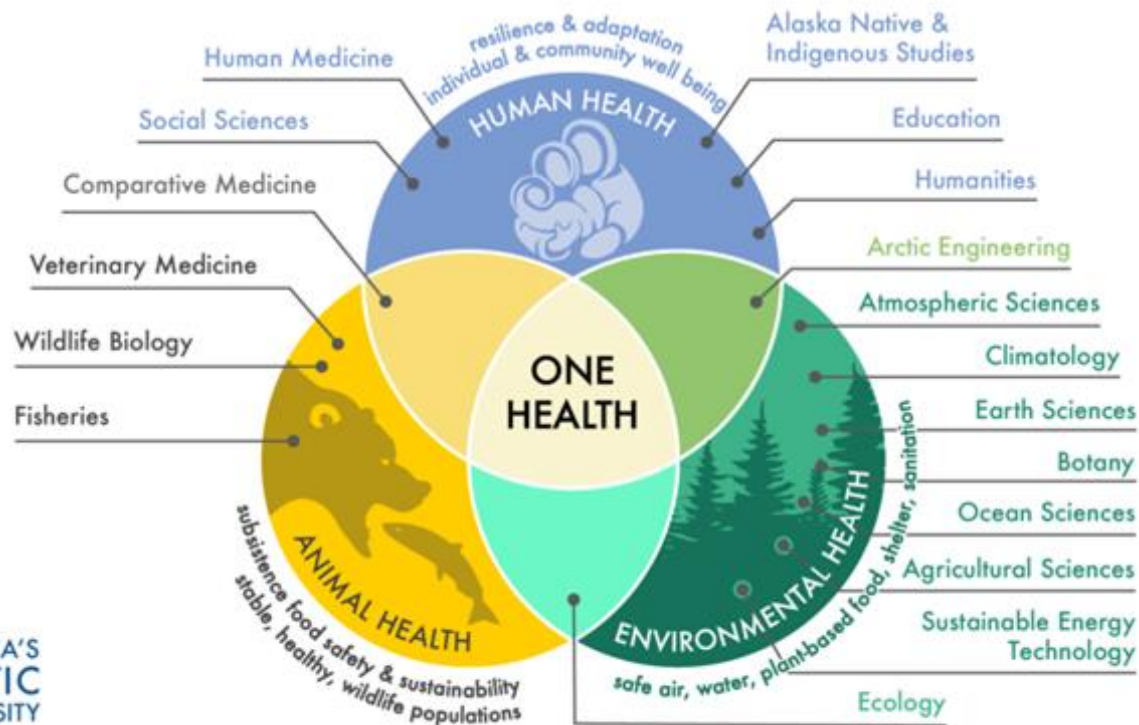 resilience & adaptation
individual & community well being
HUMAN HEALTH
Human Medicine
Social Sciences
Comparative Medicine
Veterinary Medicine
Wildlife Biology
Fisheries
Alaska Native &
Indigenous Studies
Education
Humanities
Arctic Engineering
Atmospheric Sciences
Climatology
Earth Sciences
Botany
Ocean Sciences
Agricultural Sciences
Sustainable Energy
Technology
Ecology
ONE
HEALTH
ANIMAL HEALTH
subsistence food safety & sustainability
stable, healthy, wildlife populations
ENVIRONMENTAL HEALTH
safe air, water, plant-based food, shelter, sanitation
A'S
TIC
SITY